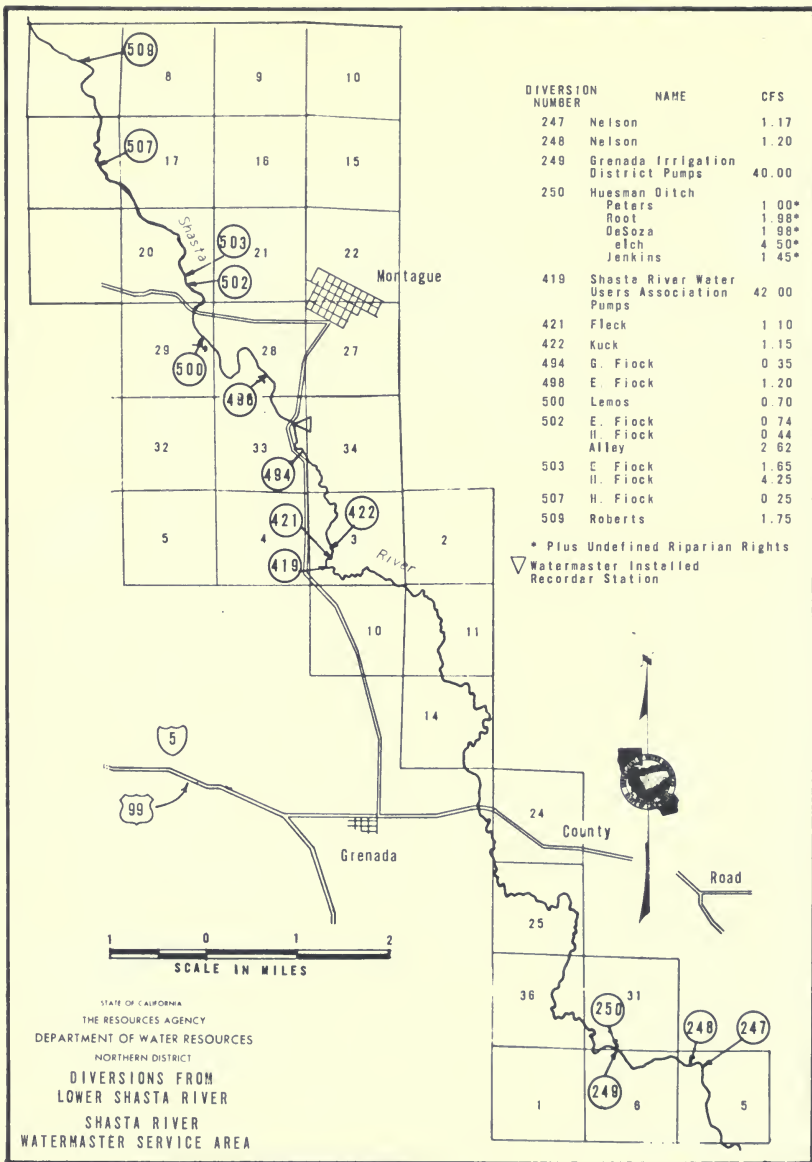 DIVERSION NUMBER NAME CFS
247 Nelson 1.17
248 Nelson 1.20
249 Grenada Irrigation
District Pumps 40.00
250 Huesman Ditch
Peters 1 00*
Root 1.98*
DeSoza 1 98*
elch 4 50*
Jenkins 1 45*
419 Shasta River Water
Users Association 42 00
Pumps
421 Fleck 1 10
422 Kuck 1.15
494 G. Fiock 0 35
498 E. Fiock 1.20
500 Lemos 0.70
502 E. Fiock 0 74
H. Fiock 0 44
Alley 2 62
503 E Fiock 1.65
H. Fiock 4.25
507 H. Fiock 0 25
509 Roberts 1.75
* Plus Undefined Riparian Rights
Watermaster Installed
Recorder Station
509
8 9 10
507
17 16 15
Shasta
503
20 21 22
502
Montague
29 28 27
500
498
32 33 34
494
421 422
5 4 3 2
River
419
10 11
14
5
99
24
County
Grenada
Road
25
1 0 1 2
SCALE IN MILES
36 31
250 248 247
249
1 6 5
STATE OF CALIFORNIA
THE RESOURCES AGENCY
DEPARTMENT OF WATER RESOURCES
NORTHERN DISTRICT
DIVERSIONS FROM
LOWER SHASTA RIVER
SHASTA RIVER
WATERMASTER SERVICE AREA